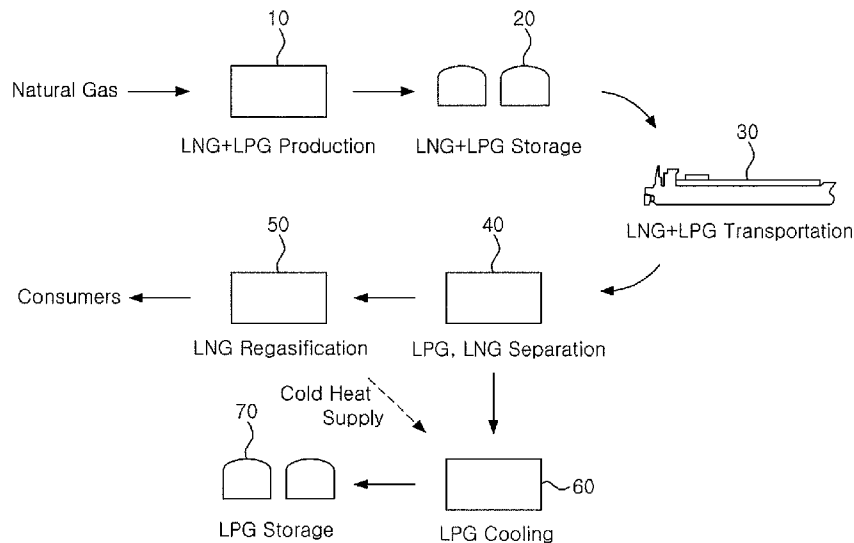 10
20
Natural Gas
LNG+LPG Production
LNG+LPG Storage
30
LNG+LPG Transportation
50
40
Consumers
LNG Regasification
LPG, LNG Separation
Cold Heat
Supply
70
60
LPG Storage
LPG Cooling